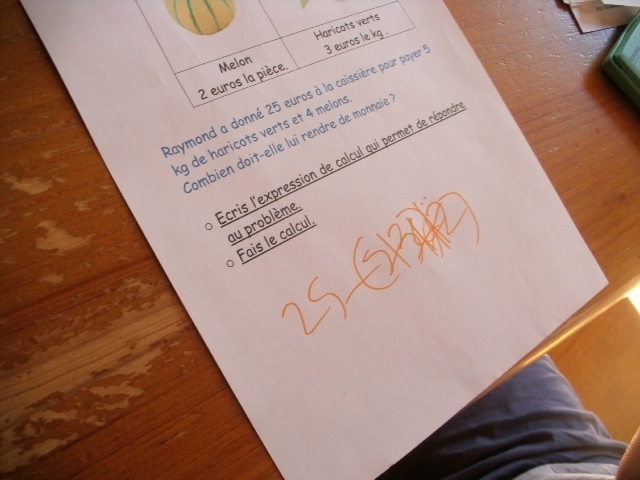 Melon
2 euros la pièce.
Haricots verts
3 euros le kg.
Raymond a donné 25 euros à la caissière pour payer 5
kg de haricots verts et 4 melons.
Combien doit-elle lui rendre de monnaie ?
○ Ecris l'expression de calcul qui permet de répondre
au problème.
○ Fais le calcul.
25-(5